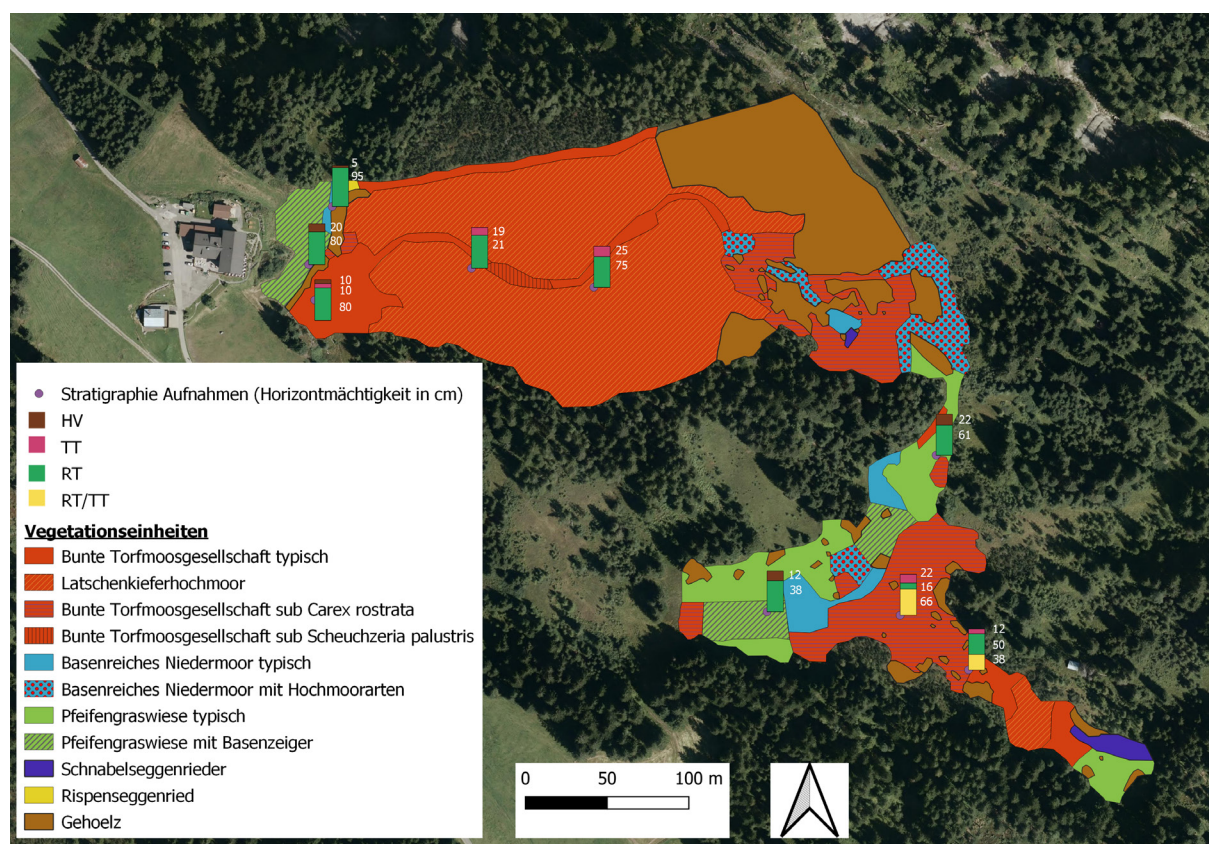 5
95
20
80
10
10
80
19
21
25
75
22
61
12
38
22
16
66
12
50
38
Stratigraphie Aufnahmen (Horizontmächtigkeit in cm)
HV
TT
RT
RT/TT
Vegetationseinheiten
Bunte Torfmoosgesellschaft typisch
Latschenkieferhochmoor
Bunte Torfmoosgesellschaft sub Carex rostrata
Bunte Torfmoosgesellschaft sub Scheuchzeria palustris
Basenreiches Niedermoor typisch
Basenreiches Niedermoor mit Hochmoorarten
Pfeifengraswiese typisch
Pfeifengraswiese mit Basenzeiger
Schnabelseggenrieder
Rispenseggenried
Gehoelz
0 50 100 m